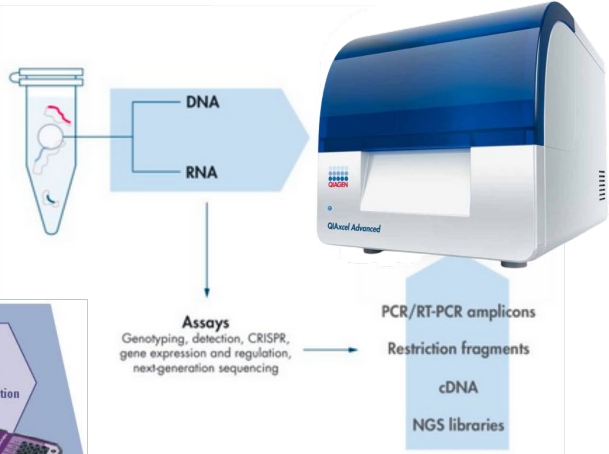 DNA
RNA
QIAGEN
QIAxcel Advanced
Assays
Genotyping, detection, CRISPR,
gene expression and regulation,
next-generation sequencing
PCR/RT-PCR amplicons
Restriction fragments
cDNA
NGS libraries